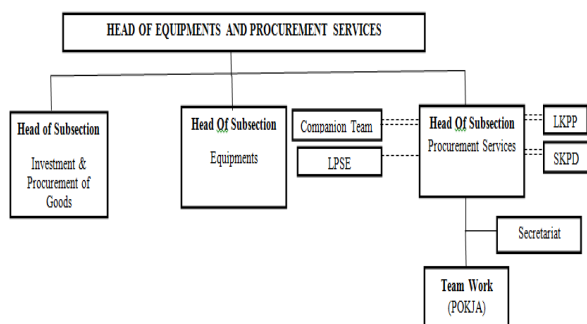 HEAD OF EQUIPMENTS AND PROCUREMENT SERVICES
Head of Subsection
Investment &
Procurement of
Goods
Head Of Subsection
Equipments
Companion Team
LPSE
Head Of Subsection
Procurement Services
LKPP
SKPD
Secretariat
Team Work
(POKJA)